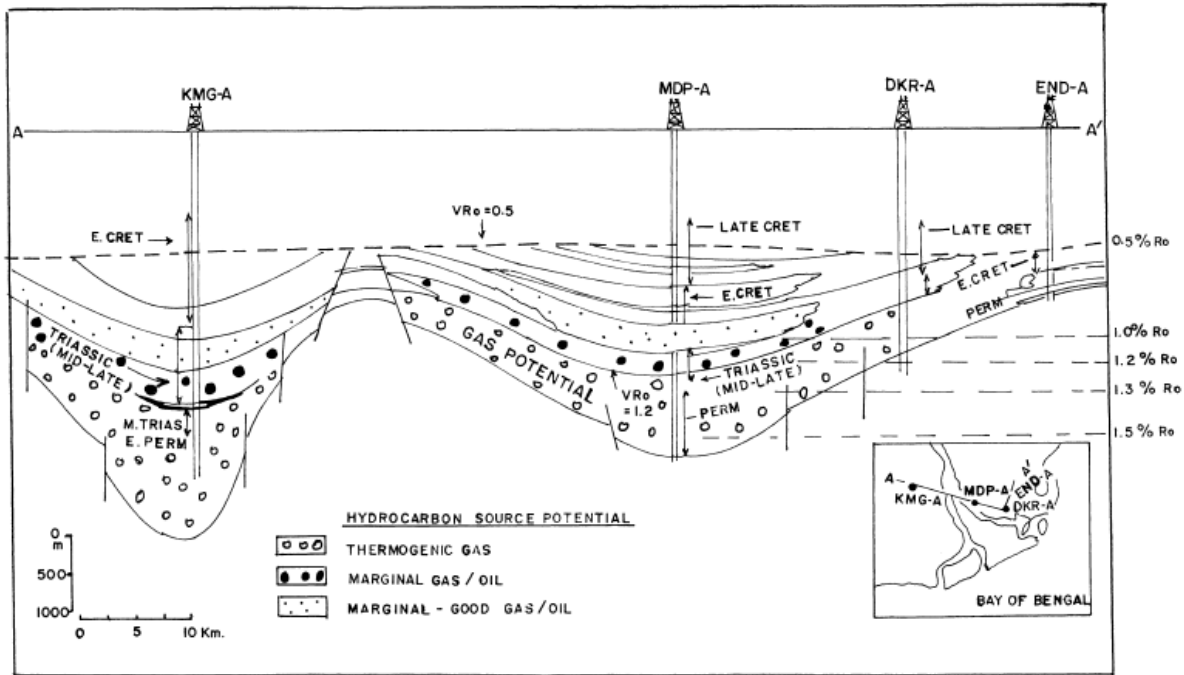 KMG-A
MDP-A
DKR-A
END-A
A
A'
VRo = 0.5
E. CRET
LATE CRET
LATE CRET
0.5% Ro
E. CRET
E. CRET
PERM
TRIASSIC
(MID-LATE)
GAS POTENTIAL
TRIASSIC
(MID-LATE)
1.0% Ro
1.2% Ro
1.3% Ro
1.5% Ro
VRo
= 1.2
PERM
M. TRIAS
E. PERM
A
A'
KMG-A
MDP-A
END-A
DKR-A
BAY OF BENGAL
HYDROCARBON SOURCE POTENTIAL
THERMOGENIC GAS
MARGINAL GAS / OIL
MARGINAL - GOOD GAS/OIL
0
m
500
1000
0 5 10 Km.